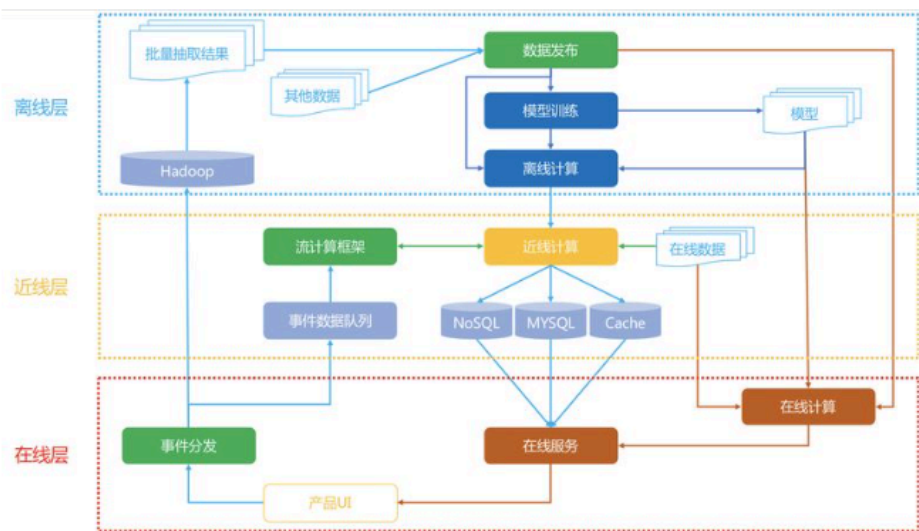 批量抽取结果
数据发布
其他数据
离线层
模型训练
模型
Hadoop
离线计算
流计算框架
近线计算
在线数据
近线层
事件数据队列
NoSQL
MYSQL
Cache
在线计算
在线层
事件分发
在线服务
产品UI